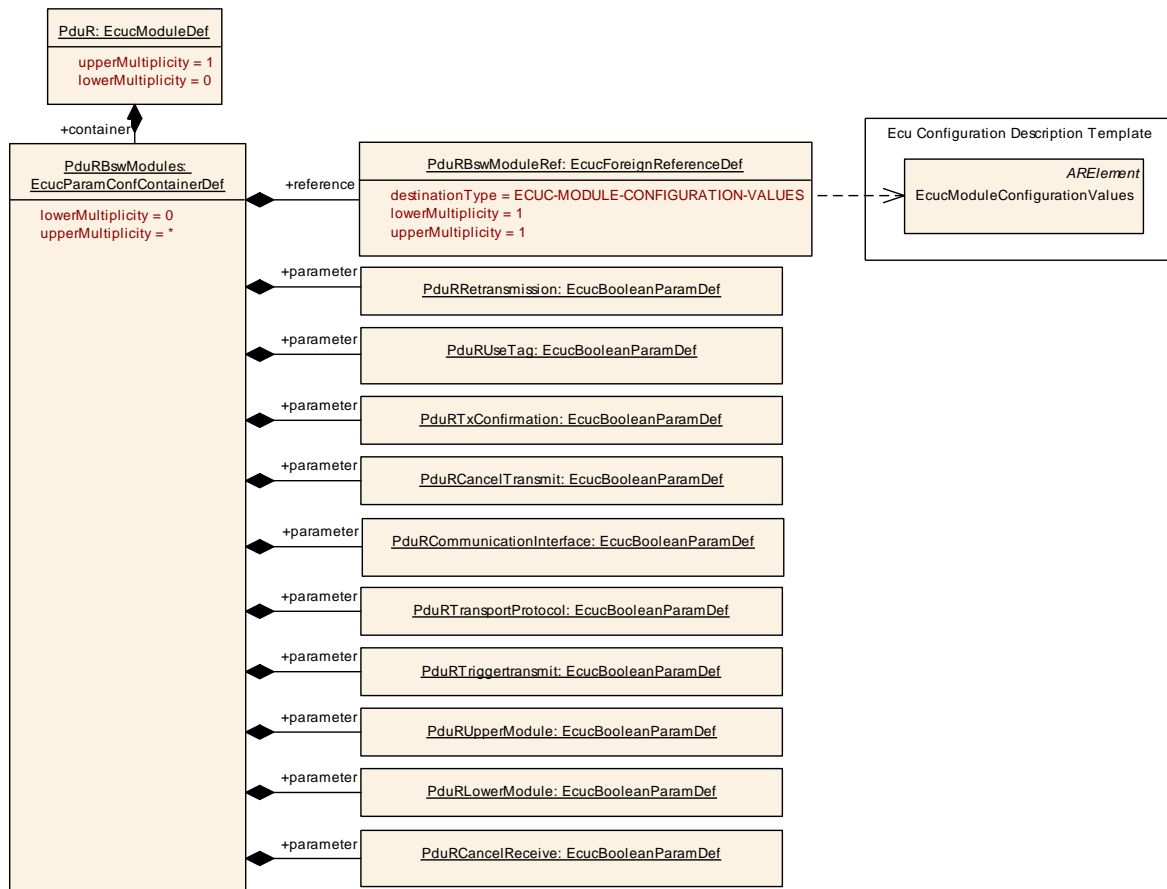 PduR: EcucModuleDef
upperMultiplicity = 1
lowerMultiplicity = 0
+container
PduRBswModules:
EcucParamConfContainerDef
lowerMultiplicity = 0
upperMultiplicity = *
+reference
PduRBswModuleRef: EcucForeignReferenceDef
destinationType = ECUC-MODULE-CONFIGURATION-VALUES
lowerMultiplicity = 1
upperMultiplicity = 1
Ecu Configuration Description Template
ARElement
EcucModuleConfigurationValues
+parameter
PduRRetransmission: EcucBooleanParamDef
+parameter
PduRUseTag: EcucBooleanParamDef
+parameter
PduRTxConfirmation: EcucBooleanParamDef
+parameter
PduRCancelTransmit: EcucBooleanParamDef
+parameter
PduRCommunicationInterface: EcucBooleanParamDef
+parameter
PduRTransportProtocol: EcucBooleanParamDef
+parameter
PduRTriggertransmit: EcucBooleanParamDef
+parameter
PduRUpperModule: EcucBooleanParamDef
+parameter
PduRLowerModule: EcucBooleanParamDef
+parameter
PduRCancelReceive: EcucBooleanParamDef